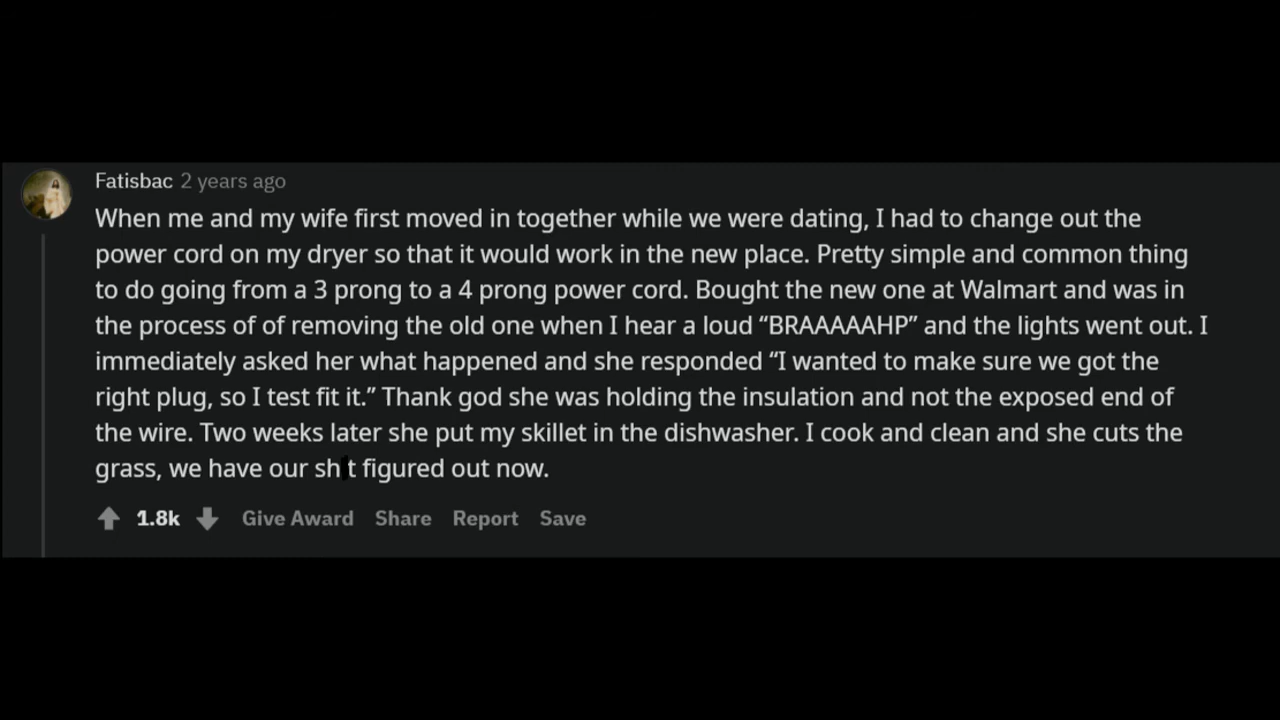 Fatisbac 2 years ago
When me and my wife first moved in together while we were dating, I had to change out the
power cord on my dryer so that it would work in the new place. Pretty simple and common thing
to do going from a 3 prong to a 4 prong power cord. Bought the new one at Walmart and was in
the process of of removing the old one when I hear a loud “BRAAAAAHP” and the lights went out. I
immediately asked her what happened and she responded “I wanted to make sure we got the
right plug, so I test fit it.” Thank god she was holding the insulation and not the exposed end of
the wire. Two weeks later she put my skillet in the dishwasher. I cook and clean and she cuts the
grass, we have our sh t figured out now.
1.8k Give Award Share Report Save